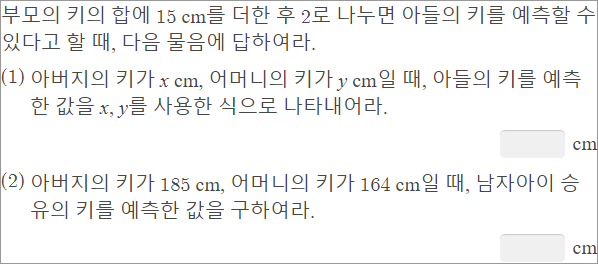 부모의 키의 합에 15 cm를 더한 후 2로 나누면 아들의 키를 예측할 수
있다고 할 때, 다음 물음에 답하여라.
(1) 아버지의 키가 x cm, 어머니의 키가 y cm일 때, 아들의 키를 예측
한 값을 x, y를 사용한 식으로 나타내어라.
cm
(2) 아버지의 키가 185 cm, 어머니의 키가 164 cm일 때, 남자아이 승
유의 키를 예측한 값을 구하여라.
cm